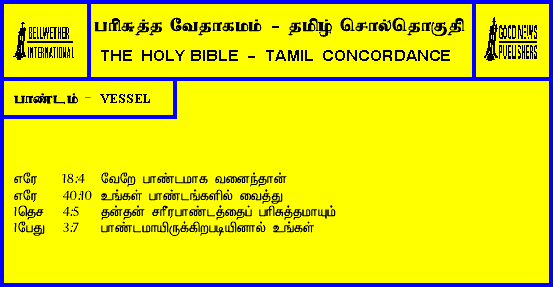 BELLWETHER
INTERNATIONAL
பரிசுத்த வேதாகமம் - தமிழ் சொல்தொகுதி
THE HOLY BIBLE - TAMIL CONCORDANCE
GOOD NEWS
PUBLISHERS
பாண்டம் - VESSEL
எரே 18:4 வேறே பாண்டமாக வனைந்தான்
எரே 40:10 உங்கள் பாண்டங்களில் வைத்து
1தெச 4:5 தன்தன் சரீரபாண்டத்தைப் பரிசுத்தமாயும்
1பேது 3:7 பாண்டமாயிருக்கிறபடியினால் உங்கள்